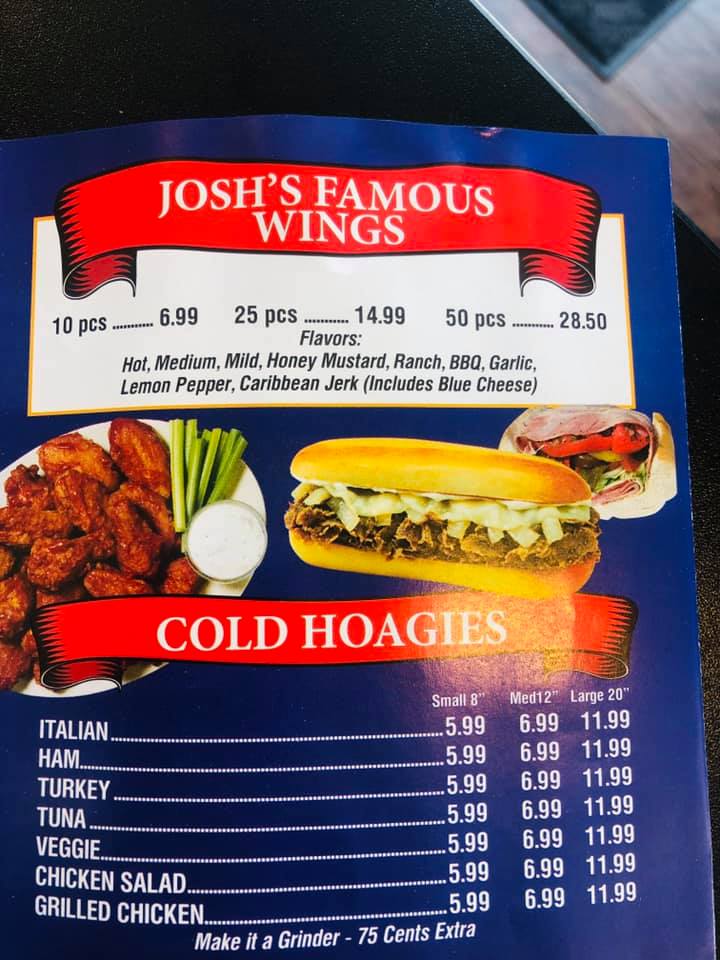 JOSH'S FAMOUS
WINGS
10 pcs ............ 6.99 25 pcs ........... 14.99 50 pcs ........... 28.50
Flavors:
Hot, Medium, Mild, Honey Mustard, Ranch, BBQ, Garlic,
Lemon Pepper, Caribbean Jerk (Includes Blue Cheese)
COLD HOAGIES
Small 8" Med12" Large 20"
ITALIAN 5.99 6.99 11.99
HAM 5.99 6.99 11.99
TURKEY 5.99 6.99 11.99
TUNA 5.99 6.99 11.99
VEGGIE 5.99 6.99 11.99
CHICKEN SALAD 5.99 6.99 11.99
GRILLED CHICKEN 5.99 6.99 11.99
Make it a Grinder - 75 Cents Extra